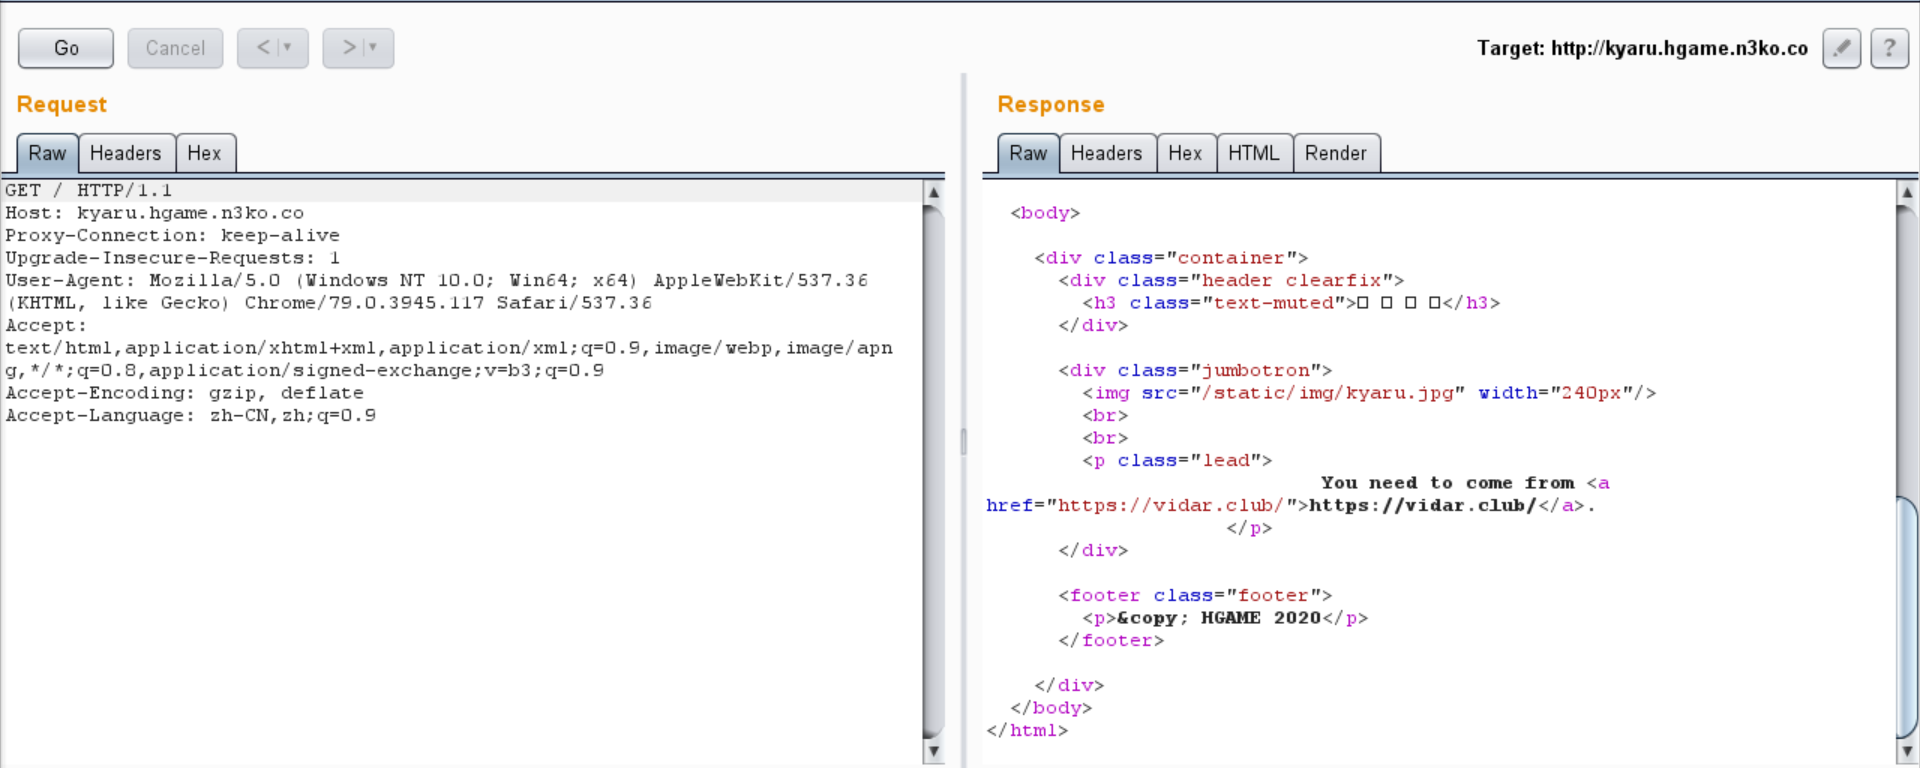 Go
Cancel
<
>
Target: http://kyaru.hgame.n3ko.co
?
Request
Raw
Headers
Hex
GET / HTTP/1.1
Host: kyaru.hgame.n3ko.co
Proxy-Connection: keep-alive
Upgrade-Insecure-Requests: 1
User-Agent: Mozilla/5.0 (Windows NT 10.0; Win64; x64) AppleWebKit/537.36
(KHTML, like Gecko) Chrome/79.0.3945.117 Safari/537.36
Accept:
text/html,application/xhtml+xml,application/xml;q=0.9,image/webp,image/apn
g,*/*;q=0.8,application/signed-exchange;v=b3;q=0.9
Accept-Encoding: gzip, deflate
Accept-Language: zh-CN,zh;q=0.9
Response
Raw
Headers
Hex
HTML
Render
<body>
<div class="container">
<div class="header clearfix">
<h3 class="text-muted">□ □ □ □</h3>
</div>
<div class="jumbotron">
<img src="/static/img/kyaru.jpg" width="240px"/>
<br>
<br>
<p class="lead">
You need to come from <a
href="https://vidar.club/">https://vidar.club/</a>.
</p>
</div>
<footer class="footer">
<p>&copy; HGAME 2020</p>
</footer>
</div>
</body>
</html>